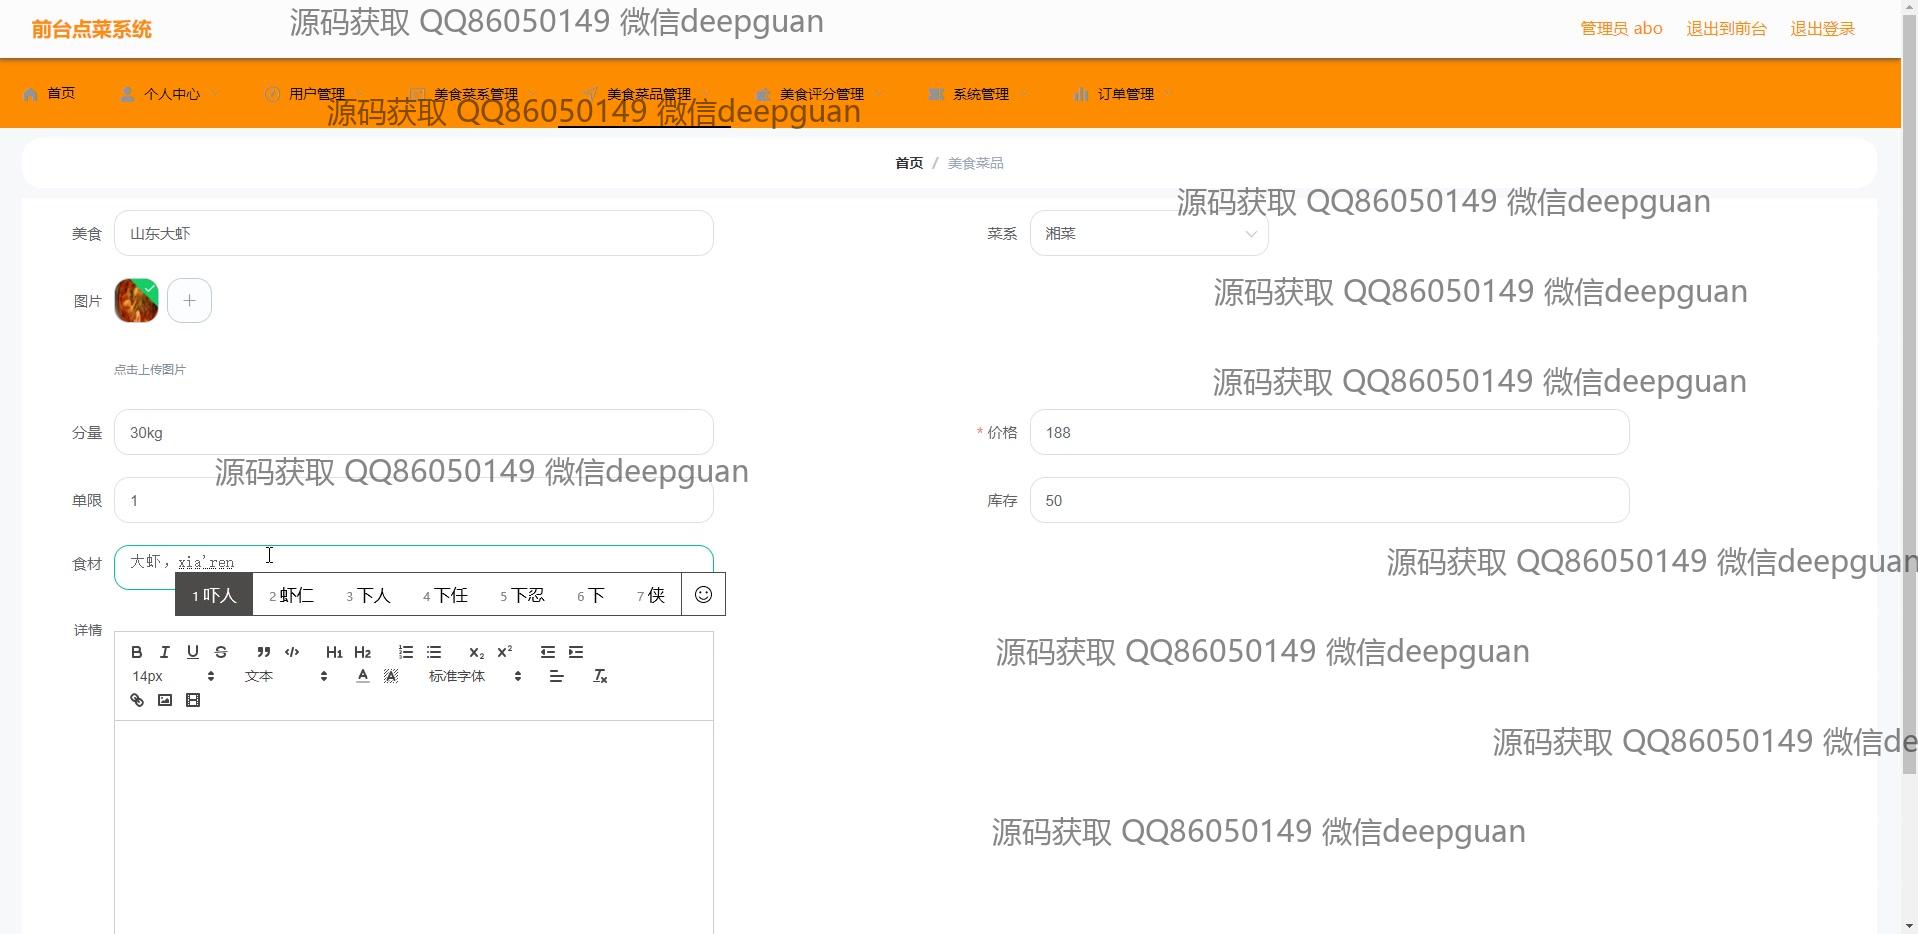 前台点菜系统
源码获取 QQ86050149 微信deepguan
管理员 abo 退出到前台 退出登录
首页 个人中心 用户管理 美食菜系管理 美食菜品管理 美食评分管理 系统管理 订单管理
源码获取 QQ86050149 微信deepguan
首页 / 美食菜品
源码获取 QQ86050149 微信deepguan
美食 山东大虾
菜系 湘菜
图片
源码获取 QQ86050149 微信deepguan
点击上传图片
源码获取 QQ86050149 微信deepguan
分量 30kg
* 价格 188
源码获取 QQ86050149 微信deepguan
单限 1
库存 50
食材 大虾，xia'ren
源码获取 QQ86050149 微信deepguan
1 吓人 2 虾仁 3 下人 4 下任 5 下忍 6 下 7 侠
详情
B I U S H1 H2 X2 X2
源码获取 QQ86050149 微信deepguan
14px 文本 A A 标准字体 Tx
源码获取 QQ86050149 微信de
源码获取 QQ86050149 微信deepguan